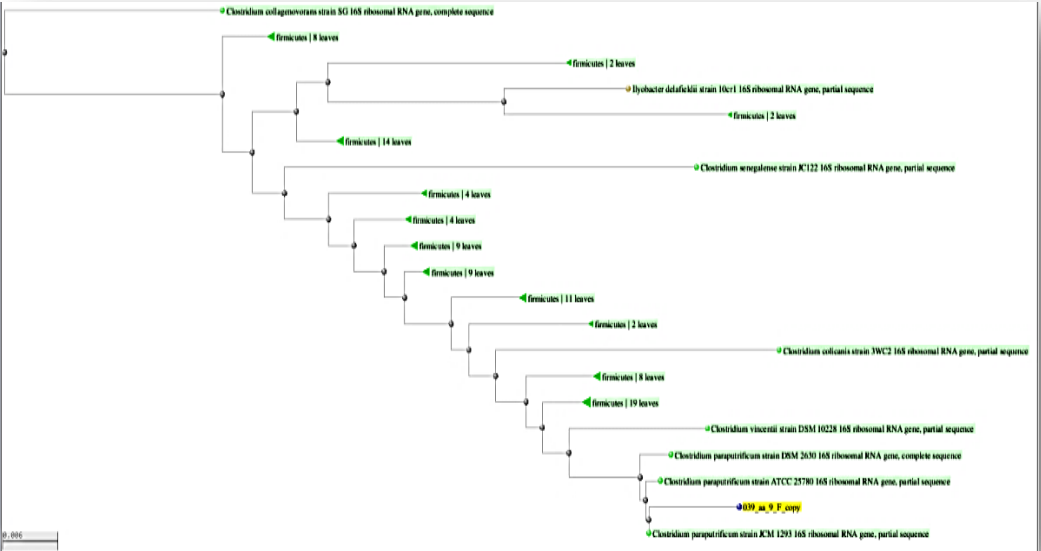 Clostridium collagenovorans strain SG 16S ribosomal RNA gene, complete sequence
firmicutes | 8 leaves
firmicutes | 2 leaves
Ilyobacter delafieldii strain 10cr1 16S ribosomal RNA gene, partial sequence
firmicutes | 2 leaves
firmicutes | 14 leaves
Clostridium senegalense strain JC122 16S ribosomal RNA gene, partial sequence
firmicutes | 4 leaves
firmicutes | 4 leaves
firmicutes | 9 leaves
firmicutes | 9 leaves
firmicutes | 11 leaves
firmicutes | 2 leaves
Clostridium colicanis strain 3WC2 16S ribosomal RNA gene, partial sequence
firmicutes | 8 leaves
firmicutes | 19 leaves
Clostridium vincentii strain DSM 10228 16S ribosomal RNA gene, partial sequence
Clostridium paraputrificum strain DSM 2630 16S ribosomal RNA gene, complete sequence
Clostridium paraputrificum strain ATCC 25780 16S ribosomal RNA gene, partial sequence
039_aa_9_F_copy
Clostridium paraputrificum strain JCM 1293 16S ribosomal RNA gene, partial sequence
0.006